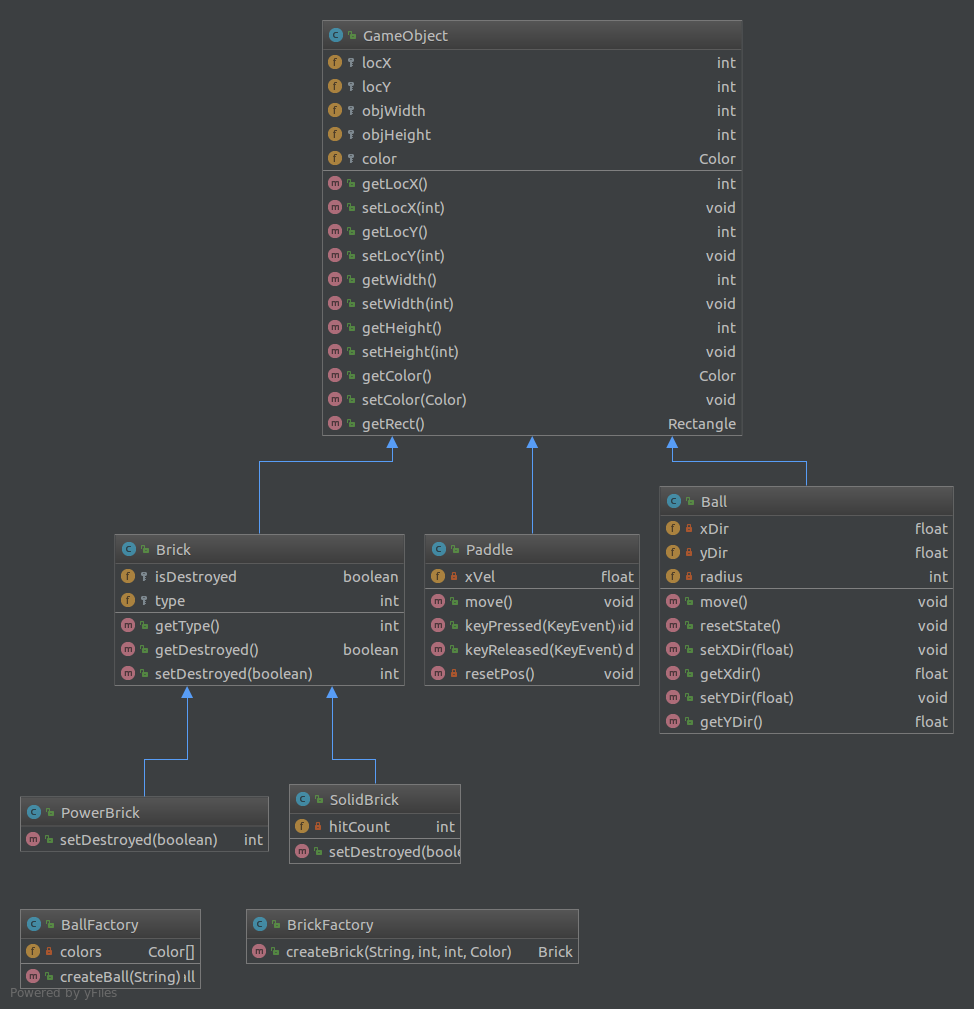 GameObject
locX int
locY int
objWidth int
objHeight int
color Color
getLocX() int
setLocX(int) void
getLocY() int
setLocY(int) void
getWidth() int
setWidth(int) void
getHeight() int
setHeight(int) void
getColor() Color
setColor(Color) void
getRect() Rectangle
Brick
isDestroyed boolean
type int
getType() int
getDestroyed() boolean
setDestroyed(boolean) int
Paddle
xVel float
move() void
keyPressed(KeyEvent) id
keyReleased(KeyEvent) d
resetPos() void
Ball
xDir float
yDir float
radius int
move() void
resetState() void
setXDir(float) void
getXdir() float
setYDir(float) void
getYDir() float
PowerBrick
setDestroyed(boolean) int
SolidBrick
hitCount int
setDestroyed(boole
BallFactory
colors Color[]
createBall(String) ll
BrickFactory
createBrick(String, int, int, Color) Brick
Powered by yFiles